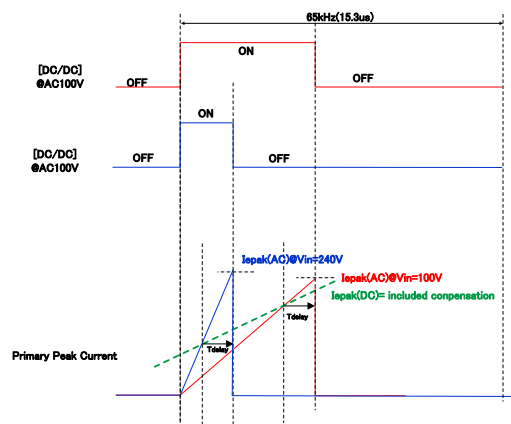 65kHz(15.3us)
ON
[DC/DC]
@AC100V
OFF
OFF
ON
[DC/DC]
@AC100V
OFF
OFF
Iepak(AC)@Vin=240V
Iepak(AC)@Vin=100V
Iepak(DC)= included conpensation
Tdelay
Tdelay
Primary Peak Current